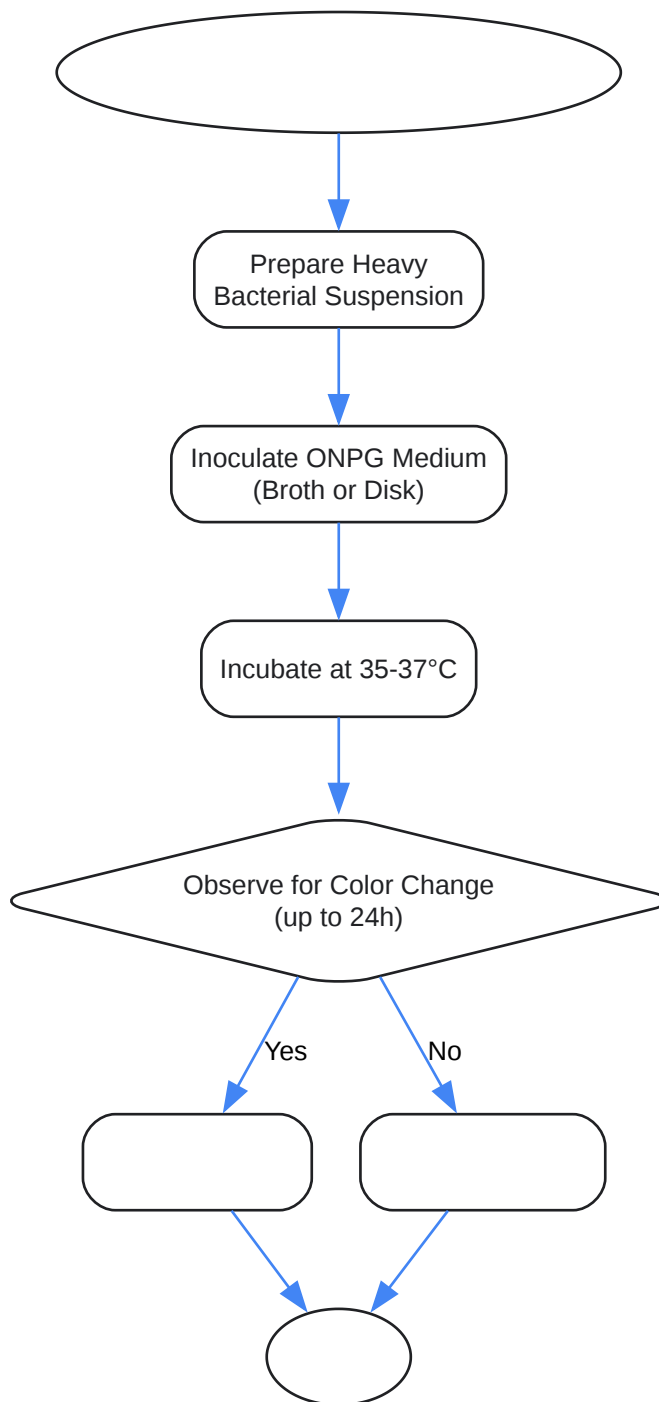 Prepare Heavy
Bacterial Suspension
Inoculate ONPG Medium
(Broth or Disk)
Incubate at 35-37°C
Observe for Color Change
(up to 24h)
Yes
No